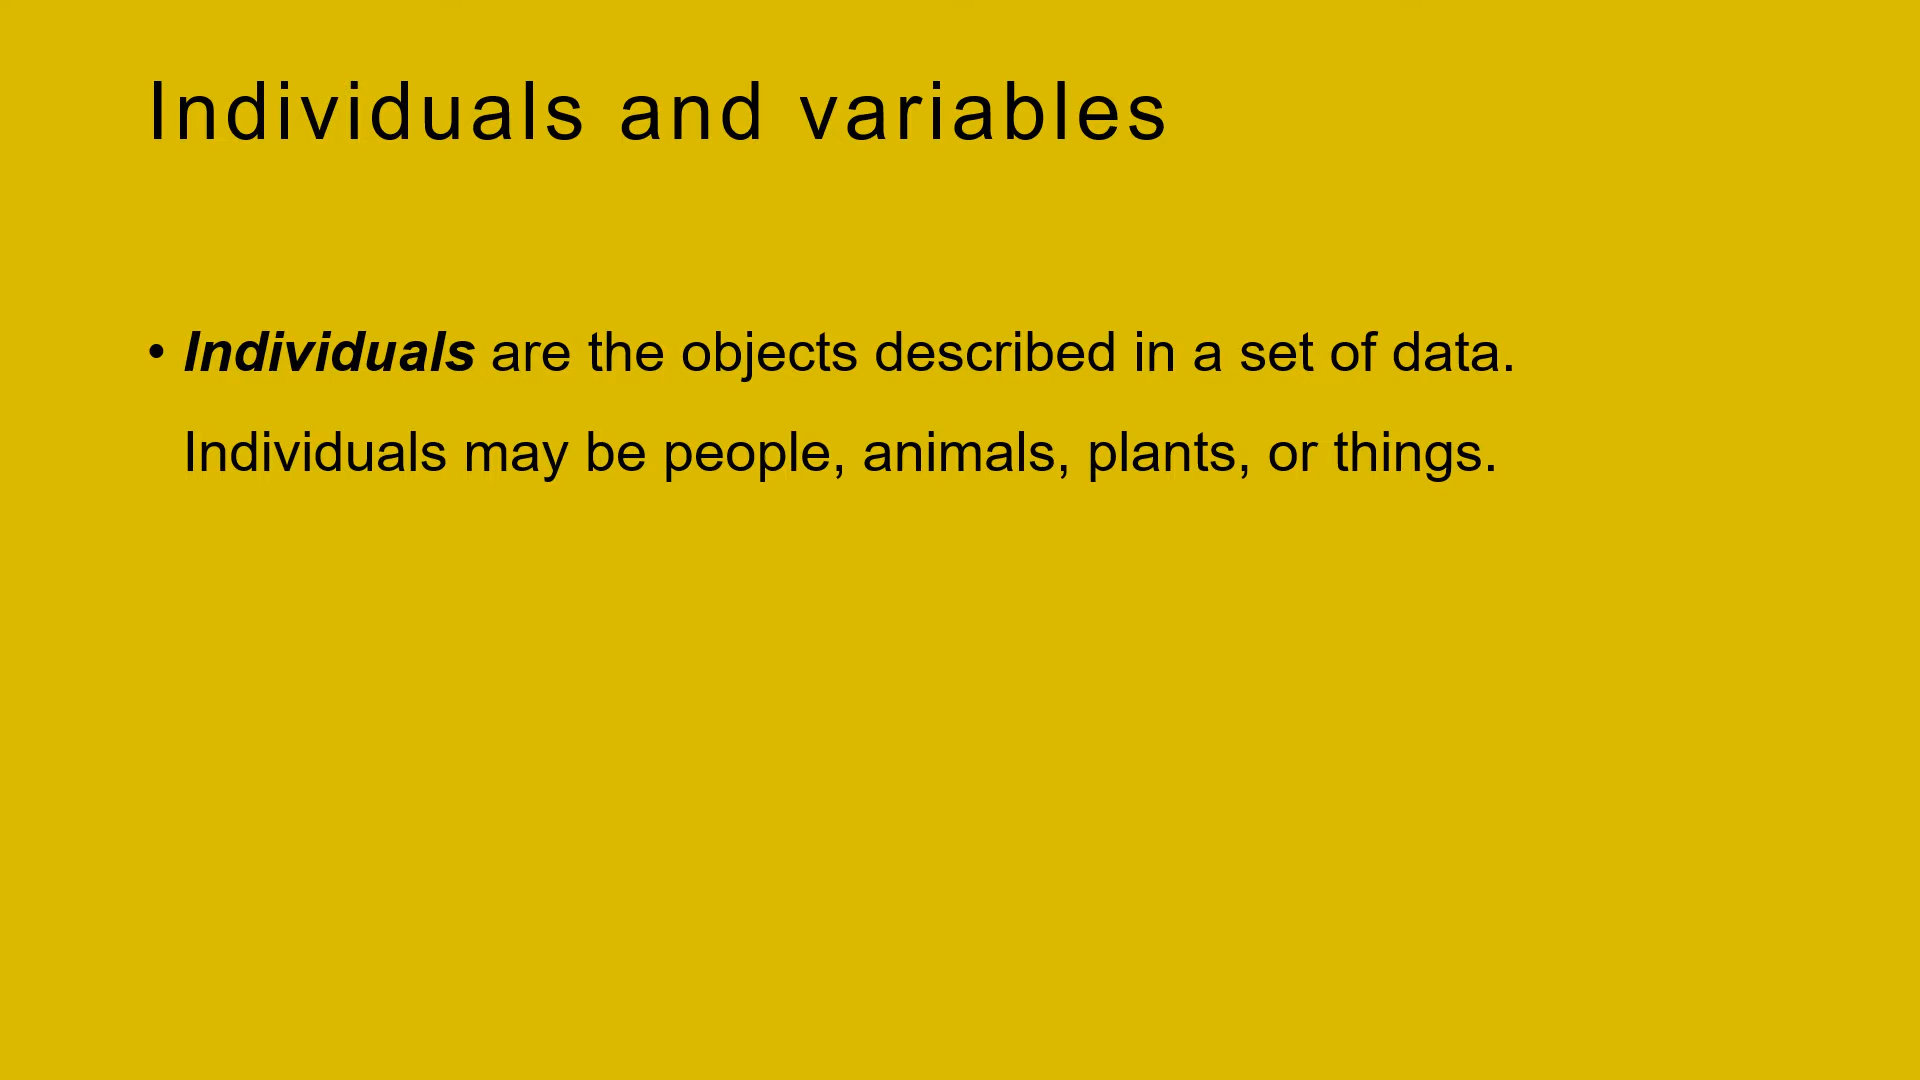 Individuals and variables
• Individuals are the objects described in a set of data.
Individuals may be people, animals, plants, or things.